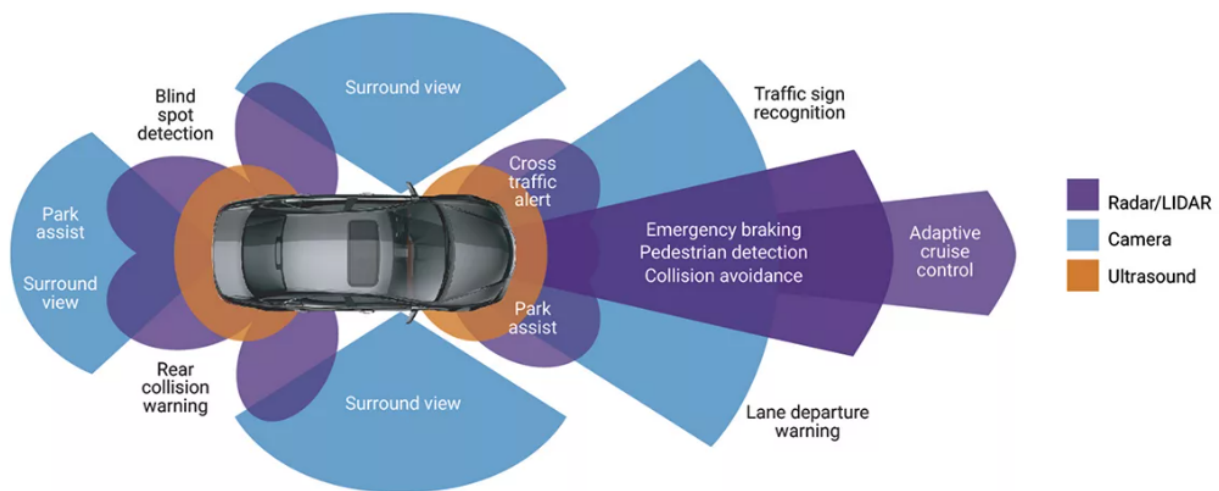 Surround view
Blind
spot
detection
Traffic sign
recognition
Cross
traffic
alert
Park
assist
Surround
view
Emergency braking
Pedestrian detection
Collision avoidance
Adaptive
cruise
control
Radar/LIDAR
Camera
Ultrasound
Park
assist
Rear
collision
warning
Surround view
Lane departure
warning